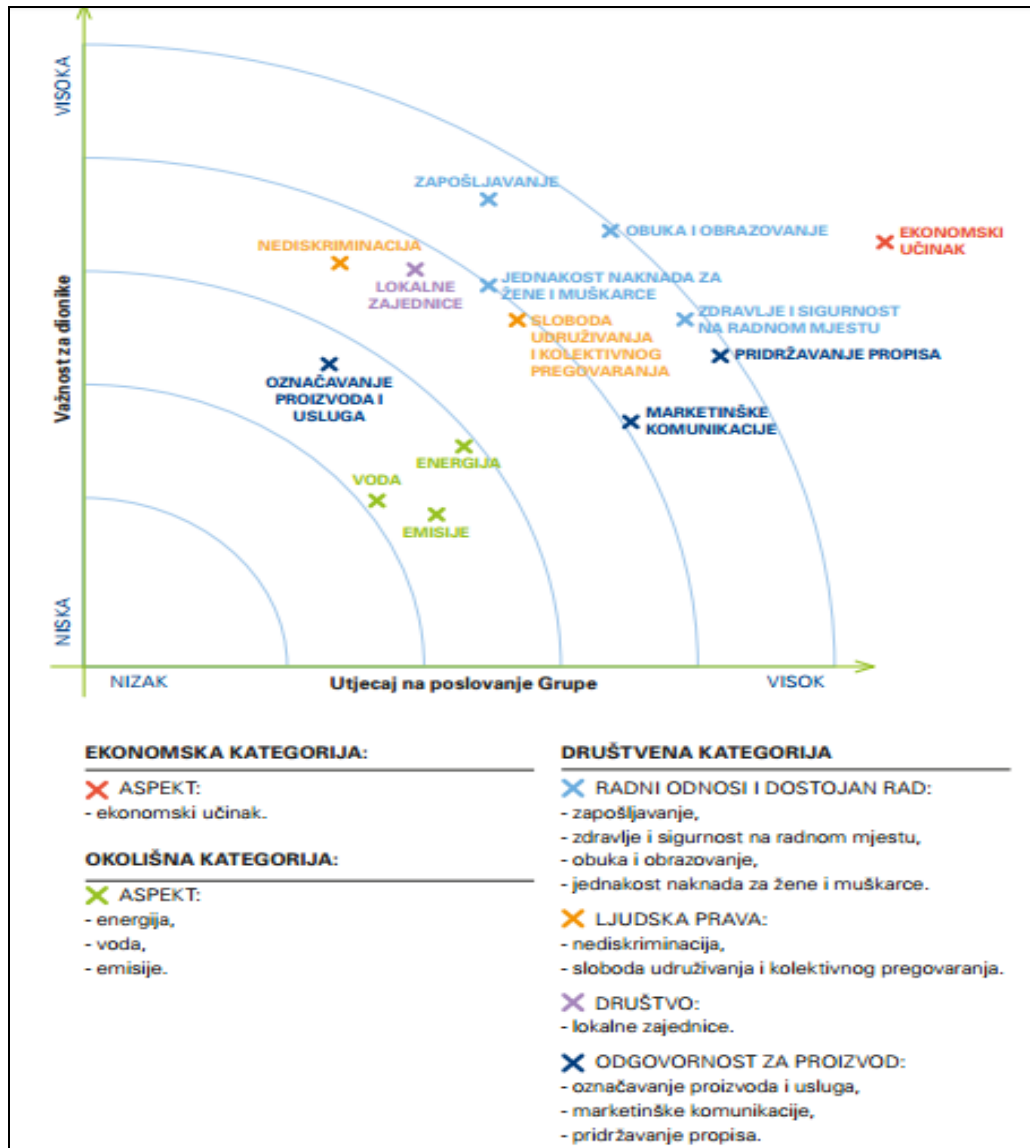 VISOKA
Važnost za dionike
NISKA
ZAPOŠLJAVANJE
OBUKA I OBRAZOVANJE
EKONOMSKI
UČINAK
NEDISKRIMINACIJA
LOKALNE
ZAJEDNICE
JEDNAKOST NAKNADA ZA
ŽENE I MUŠKARCE
SLOBODA
UDRUŽIVANJA
I KOLEKTIVNOG
PREGOVARANJA
ZDRAVLJE I SIGURNOST
NA RADNOM MJESTU
PRIDRŽAVANJE PROPISA
OZNAČAVANJE
PROIZVODA I
USLUGA
MARKETINŠKE
KOMUNIKACIJE
ENERGIJA
VODA
EMISIJE
NIZAK
Utjecaj na poslovanje Grupe
VISOK
EKONOMSKA KATEGORIJA:
ASPEKT:
- ekonomski učinak.
OKOLIŠNA KATEGORIJA:
ASPEKT:
- energija,
- voda,
- emisije.
DRUŠTVENA KATEGORIJA
RADNI ODNOSI I DOSTOJAN RAD:
- zapošljavanje,
- zdravlje i sigurnost na radnom mjestu,
- obuka i obrazovanje,
- jednakost naknada za žene i muškarce.
LJUDSKA PRAVA:
- nediskriminacija,
- sloboda udruživanja i kolektivnog pregovaranja.
DRUŠTVO:
- lokalne zajednice.
ODGOVORNOST ZA PROIZVOD:
- označavanje proizvoda i usluga,
- marketinške komunikacije,
- pridržavanje propisa.